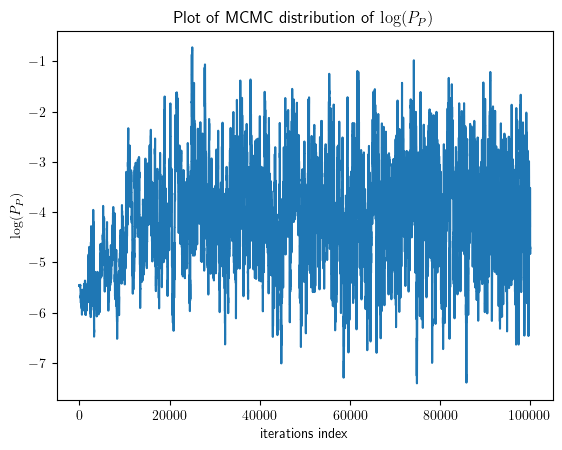 Plot of MCMC distribution of log(P_P)
log(P_P)
−1
−2
−3
−4
−5
−6
−7
0 20000 40000 60000 80000 100000
iterations index